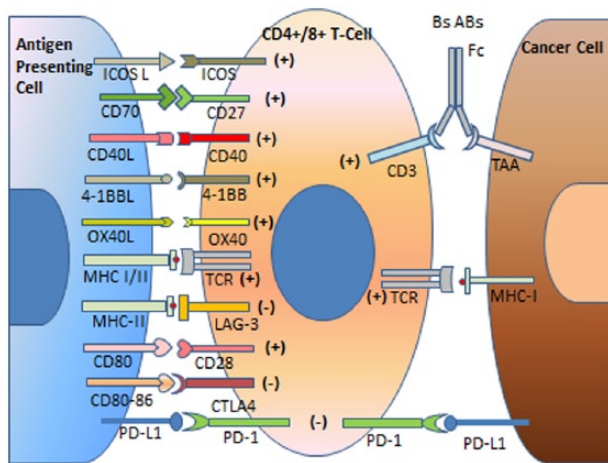 Antigen
Presenting
Cell
CD4+/8+ T-Cell
Bs ABs
Fc
Cancer Cell
ICOS L
ICOS
(+)
CD70
CD27
(+)
CD40L
CD40
(+)
4-1BBL
4-1BB
(+)
OX40L
OX40
(+)
MHC I/II
TCR
(+)
MHC-II
LAG-3
(-)
CD80
CD28
(+)
CD80-86
CTLA4
(-)
PD-L1
PD-1
(-)
PD-1
PD-L1
(+)
CD3
TAA
(+)
TCR
MHC-I